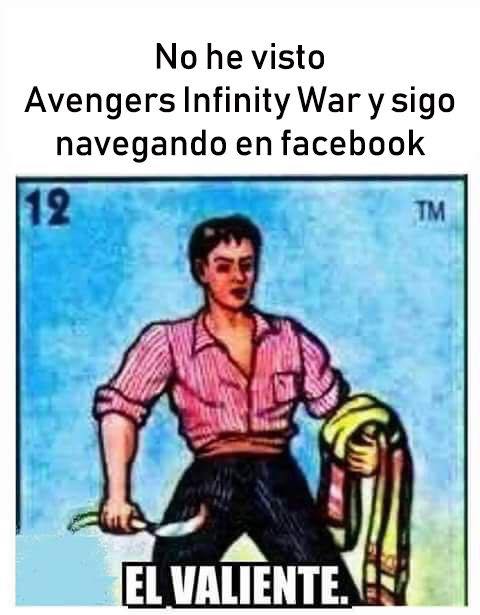 No he visto
Avengers Infinity War y sigo
navegando en facebook
12
TM
EL VALIENTE.